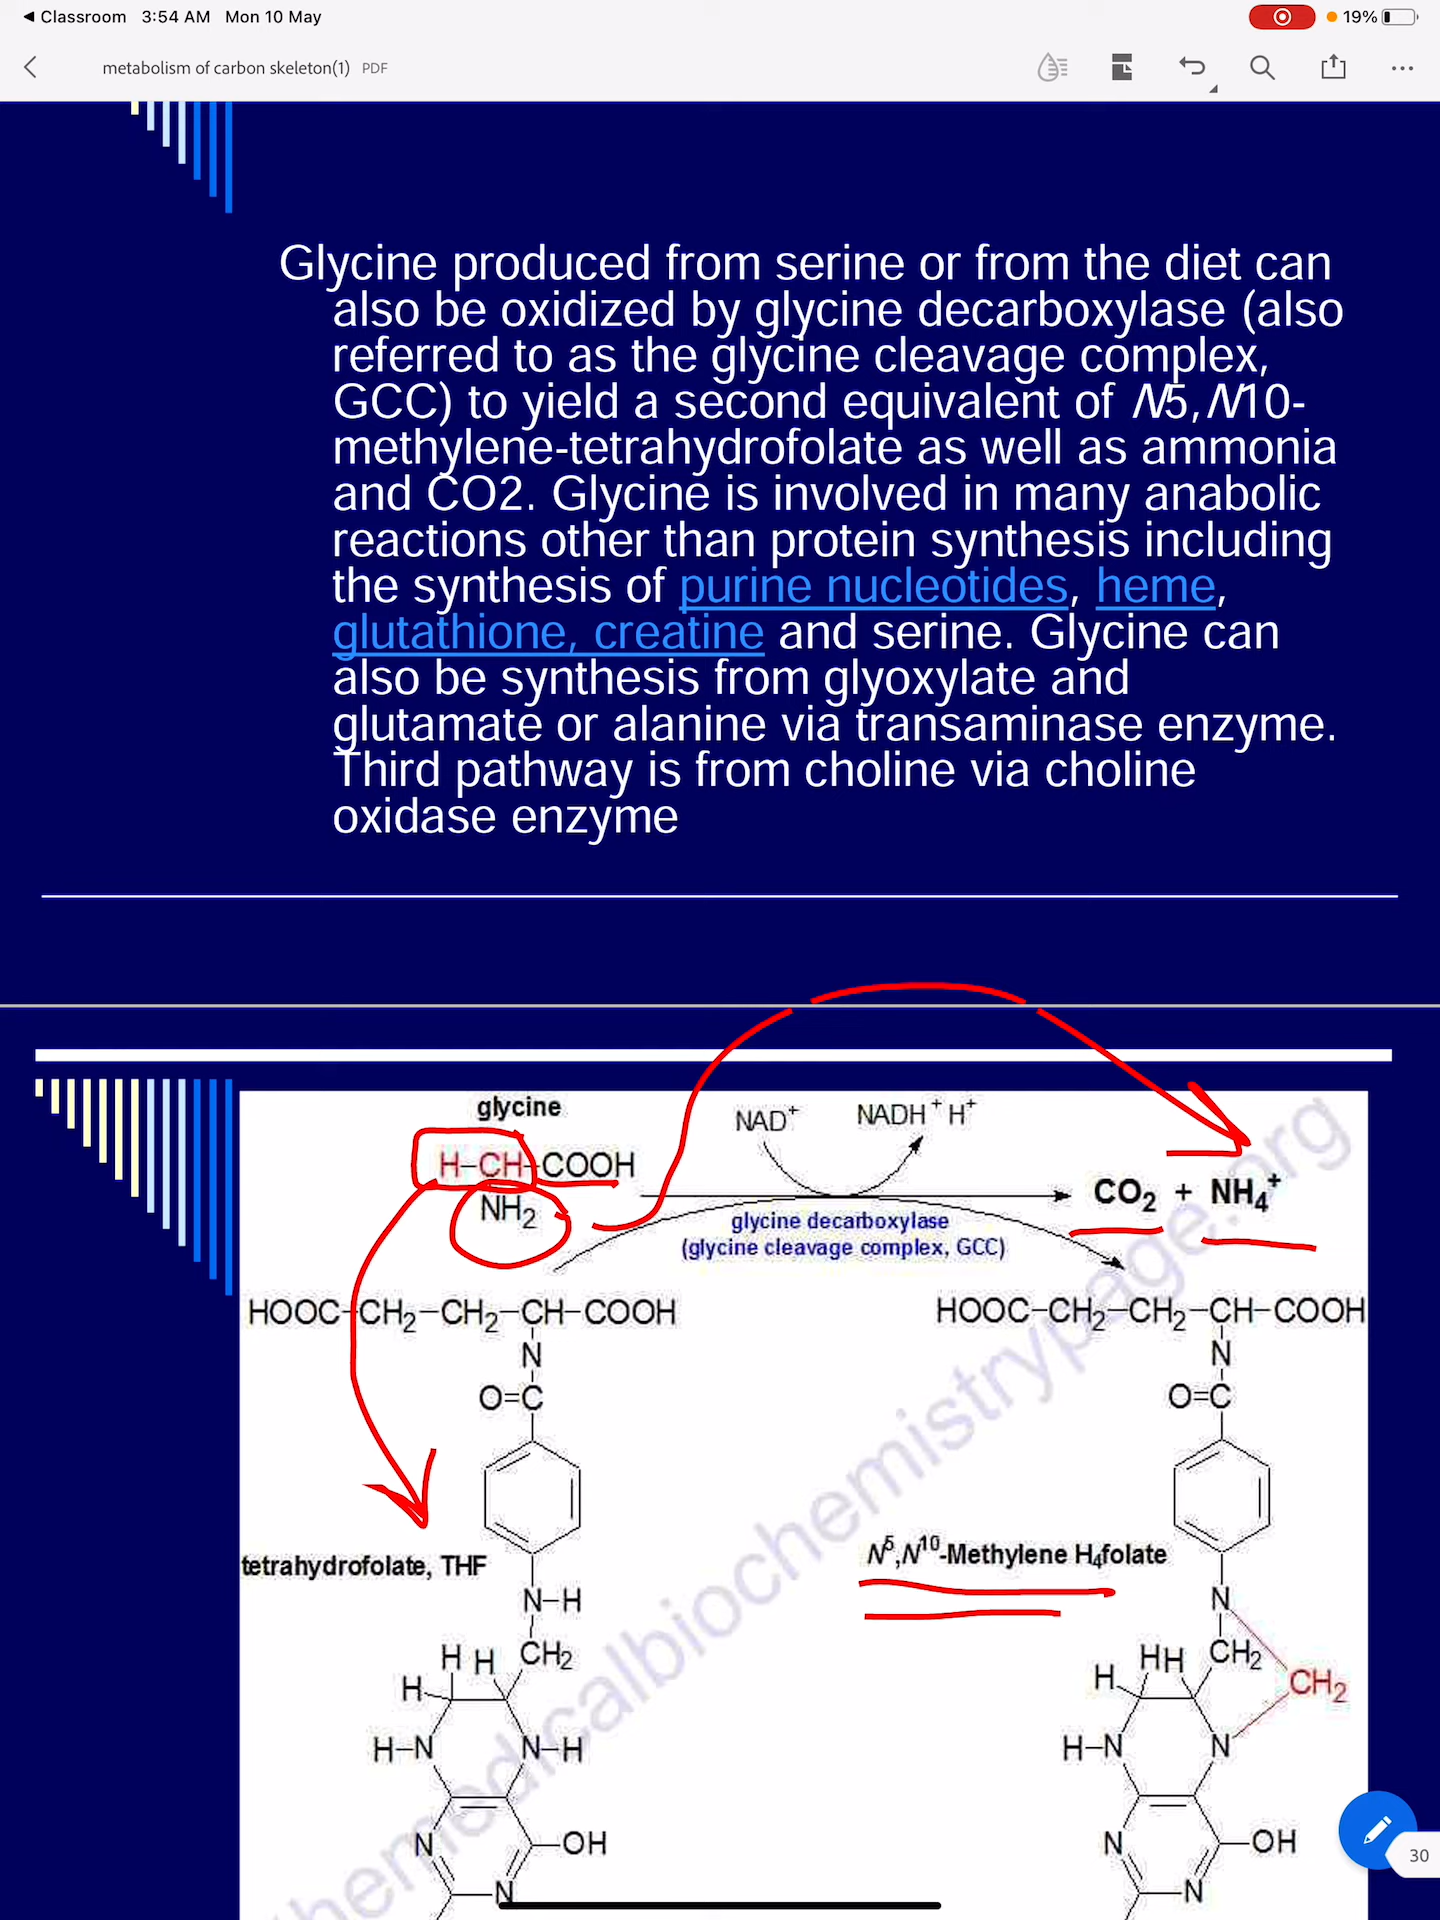 ◀ Classroom 3:54 AM Mon 10 May 19%
metabolism of carbon skeleton(1) PDF
Glycine produced from serine or from the diet can
also be oxidized by glycine decarboxylase (also
referred to as the glycine cleavage complex,
GCC) to yield a second equivalent of N5,N10-
methylene-tetrahydrofolate as well as ammonia
and CO2. Glycine is involved in many anabolic
reactions other than protein synthesis including
the synthesis of purine nucleotides, heme,
glutathione, creatine and serine. Glycine can
also be synthesis from glyoxylate and
glutamate or alanine via transaminase enzyme.
Third pathway is from choline via choline
oxidase enzyme
glycine
H-CH-COOH
NH2
NAD+ NADH+ H+
CO2 + NH4+
glycine decarboxylase
(glycine cleavage complex, GCC)
HOOC-CH2-CH2-CH-COOH
N
O=C
tetrahydrofolate, THF
N-H
CH2
H H
H
H-N N-H
N OH
N
HOOC-CH2-CH2-CH-COOH
N
O=C
N5,N10-Methylene H4folate
N
CH2
HH
H
CH2
H-N N
N OH
N
themedicalbiochemistrypage.org
30